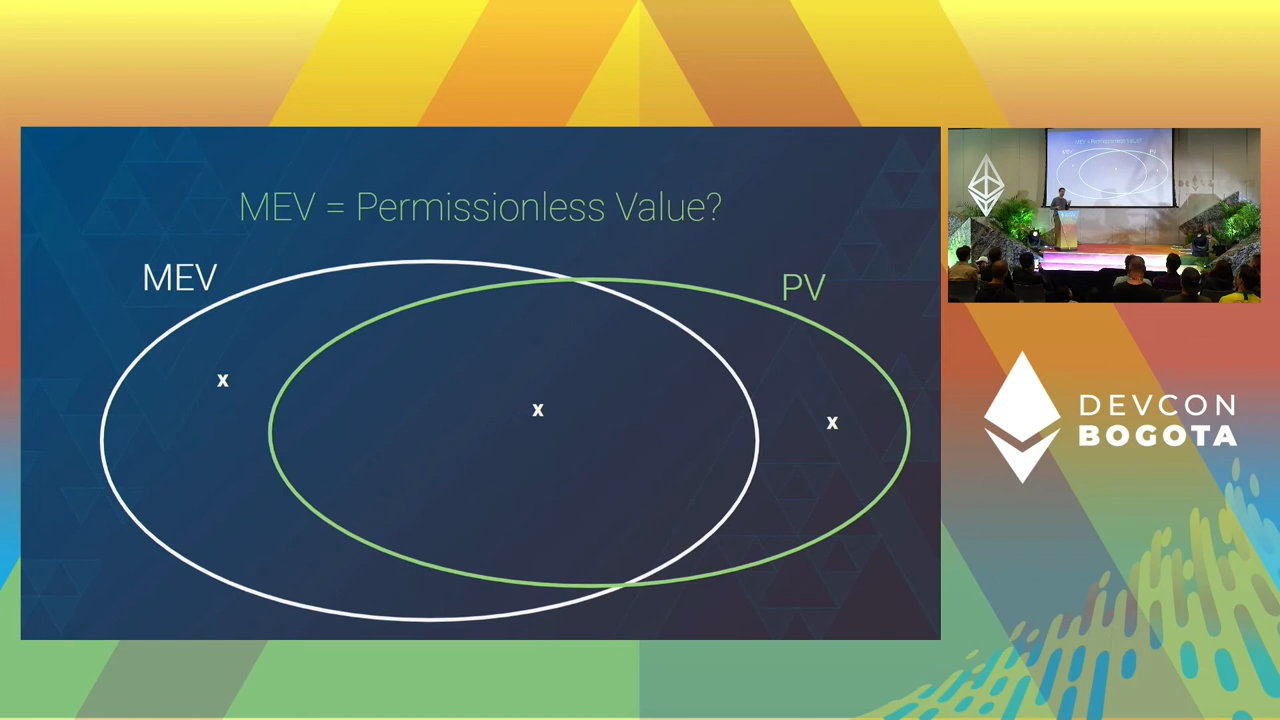 MEV = Permissionless Value?
MEV
PV
x
x
x
DEVCON
BOGOTA